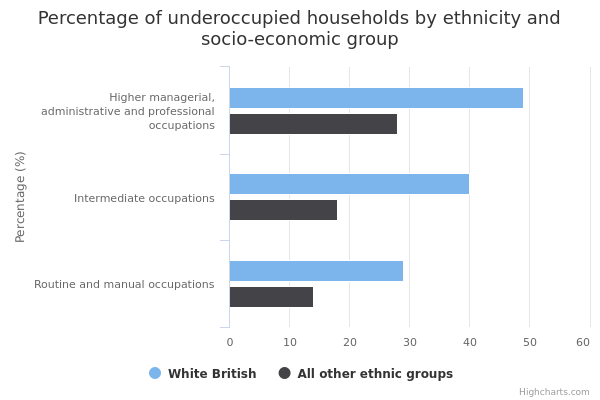 Percentage of underoccupied households by ethnicity and
socio-economic group
Percentage (%)
Higher managerial,
administrative and professional
occupations
Intermediate occupations
Routine and manual occupations
0 10 20 30 40 50 60
White British All other ethnic groups
Highcharts.com